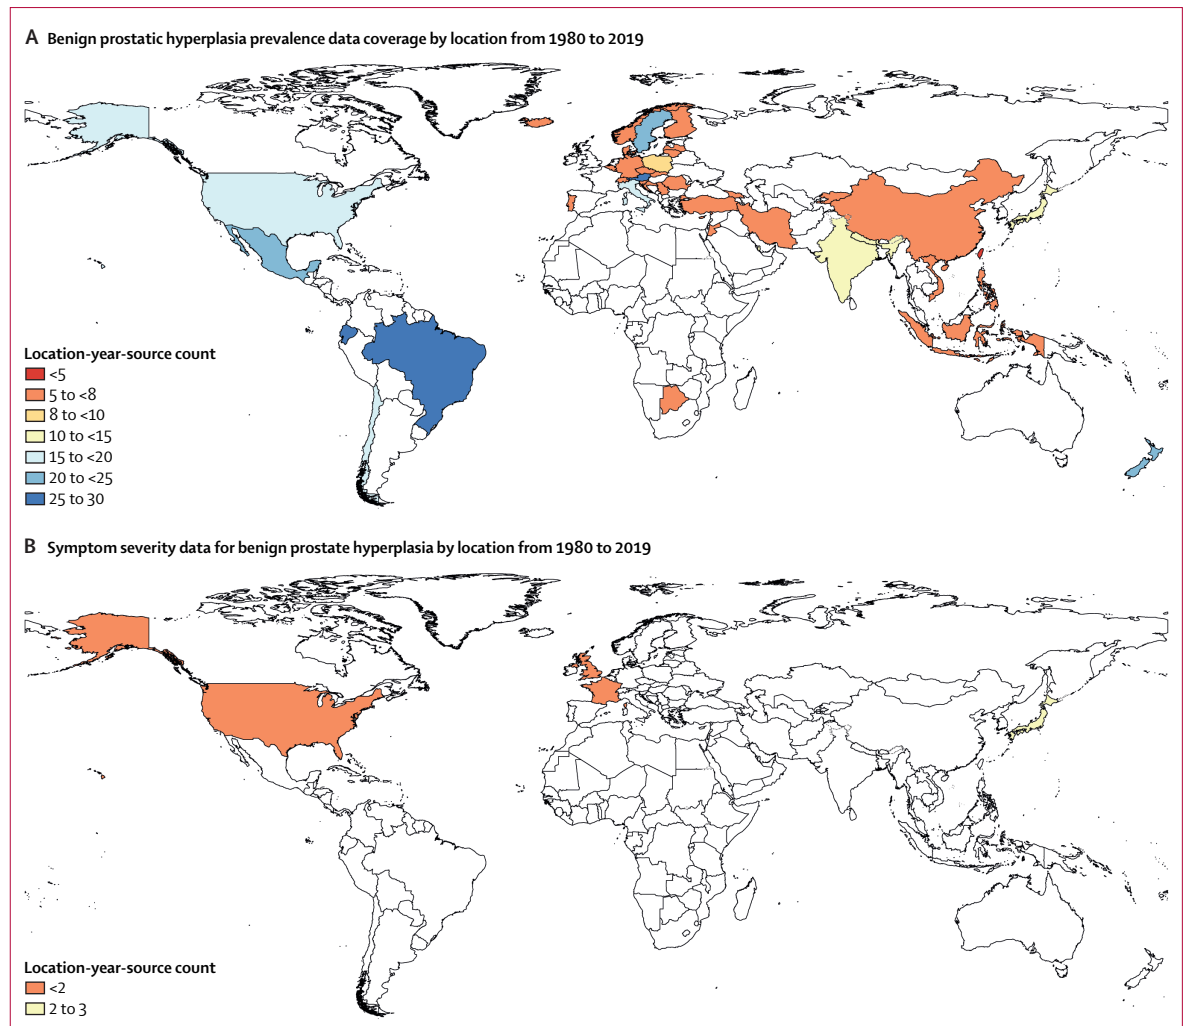 A Benign prostatic hyperplasia prevalence data coverage by location from 1980 to 2019
Location-year-source count
<5
5 to <8
8 to <10
10 to <15
15 to <20
20 to <25
25 to 30
B Symptom severity data for benign prostate hyperplasia by location from 1980 to 2019
Location-year-source count
<2
2 to 3